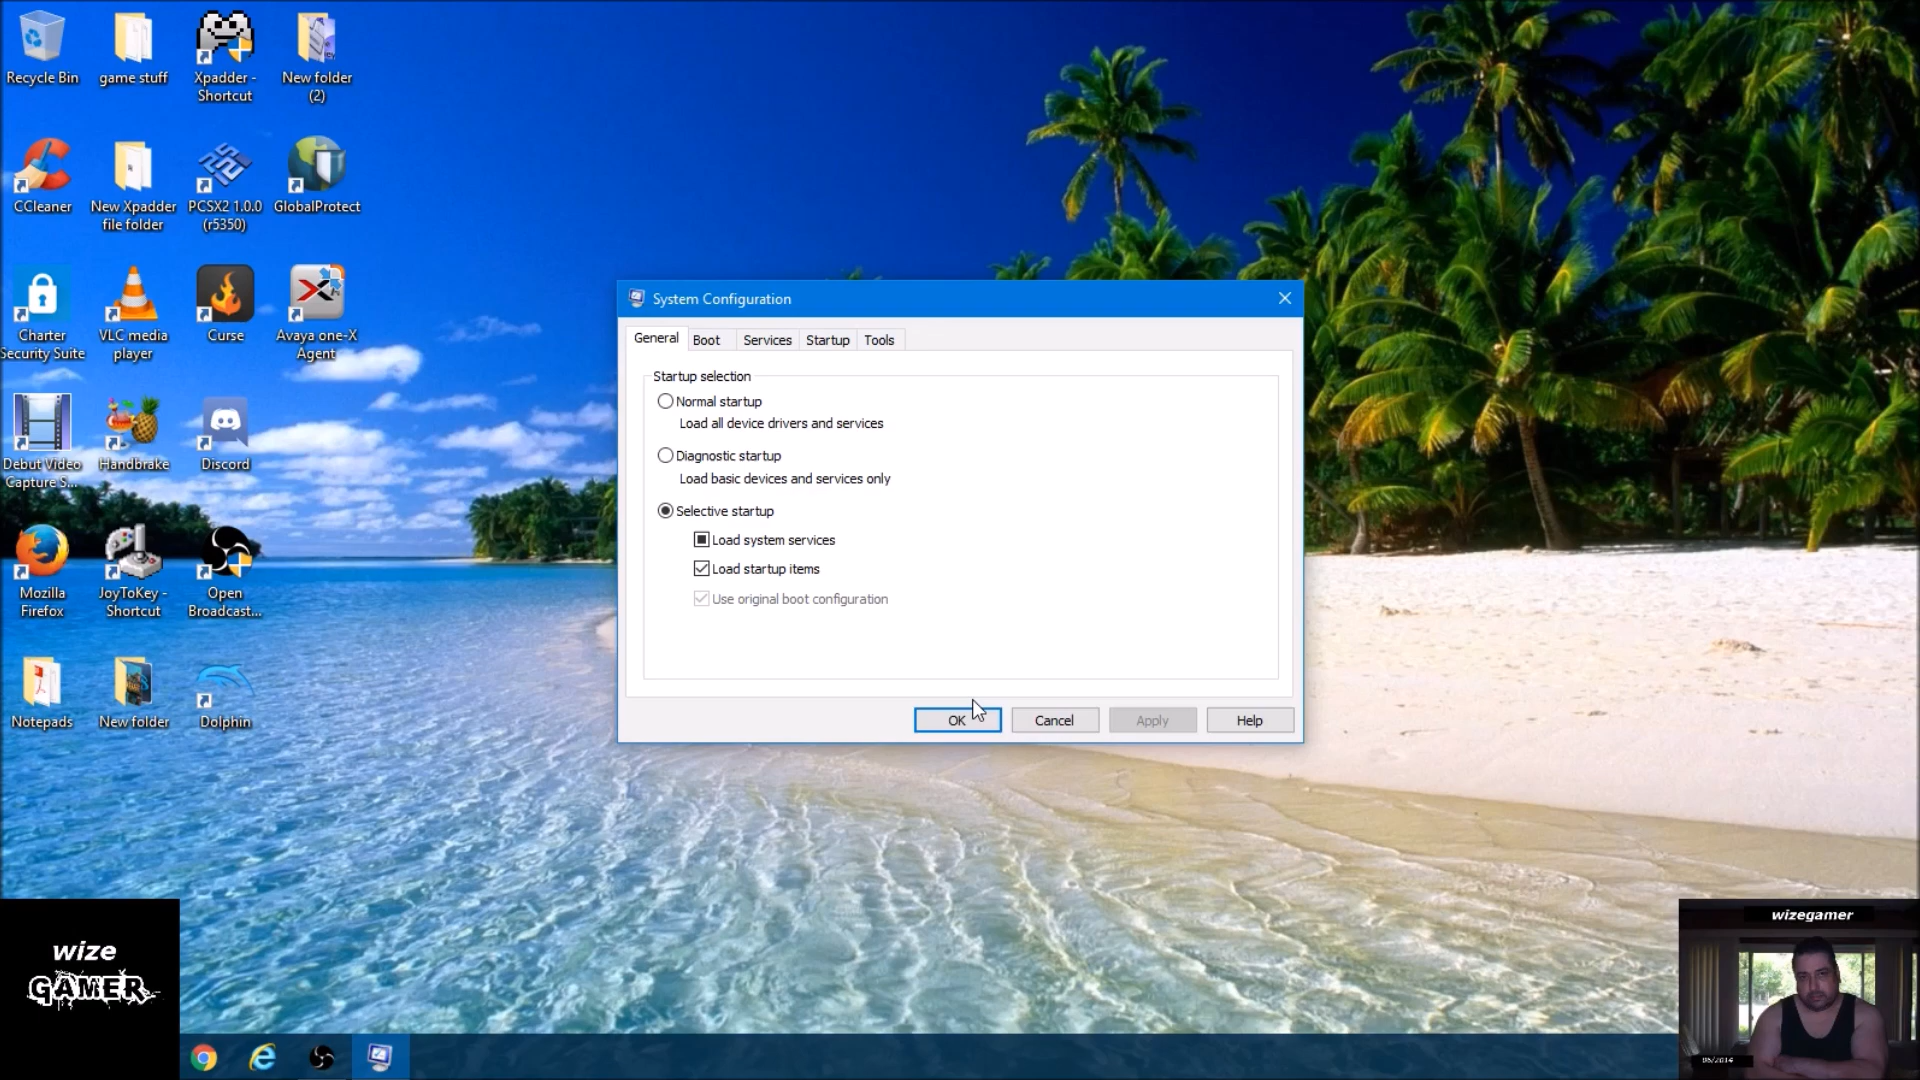 Recycle Bin
game stuff
Xpadder -
Shortcut
New folder
(2)
CCleaner
New Xpadder
file folder
PCSX2 1.0.0
(r5350)
GlobalProtect
Charter
Security Suite
VLC media
player
Curse
Avaya one-X
Agent
Debut Video
Capture S...
Handbrake
Discord
Mozilla
Firefox
JoyToKey -
Shortcut
Open
Broadcast...
Notepads
New folder
Dolphin
System Configuration
General
Boot
Services
Startup
Tools
Startup selection
Normal startup
Load all device drivers and services
Diagnostic startup
Load basic devices and services only
Selective startup
Load system services
Load startup items
Use original boot configuration
OK
Cancel
Apply
Help
wize
GAMER
wizegamer